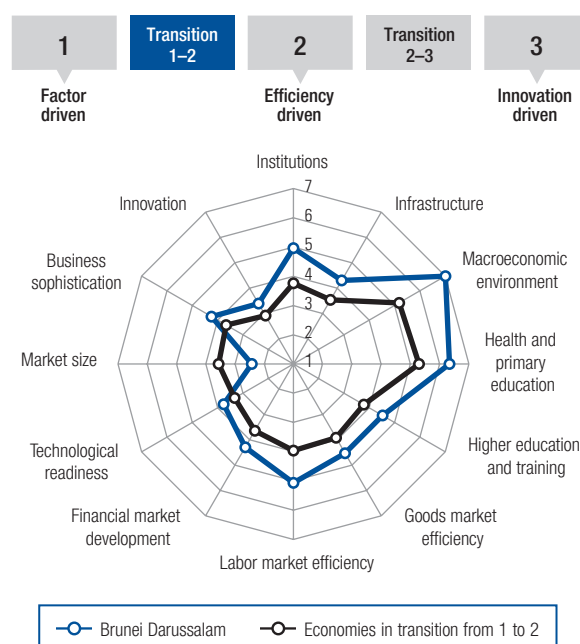 1
Transition
1–2
2
Transition
2–3
3
Factor
driven
Efficiency
driven
Innovation
driven
Institutions
7
6
5
4
3
2
1
Infrastructure
Macroeconomic
environment
Health and
primary
education
Higher education
and training
Goods market
efficiency
Labor market efficiency
Financial market
development
Technological
readiness
Market size
Business
sophistication
Innovation
Brunei Darussalam
Economies in transition from 1 to 2